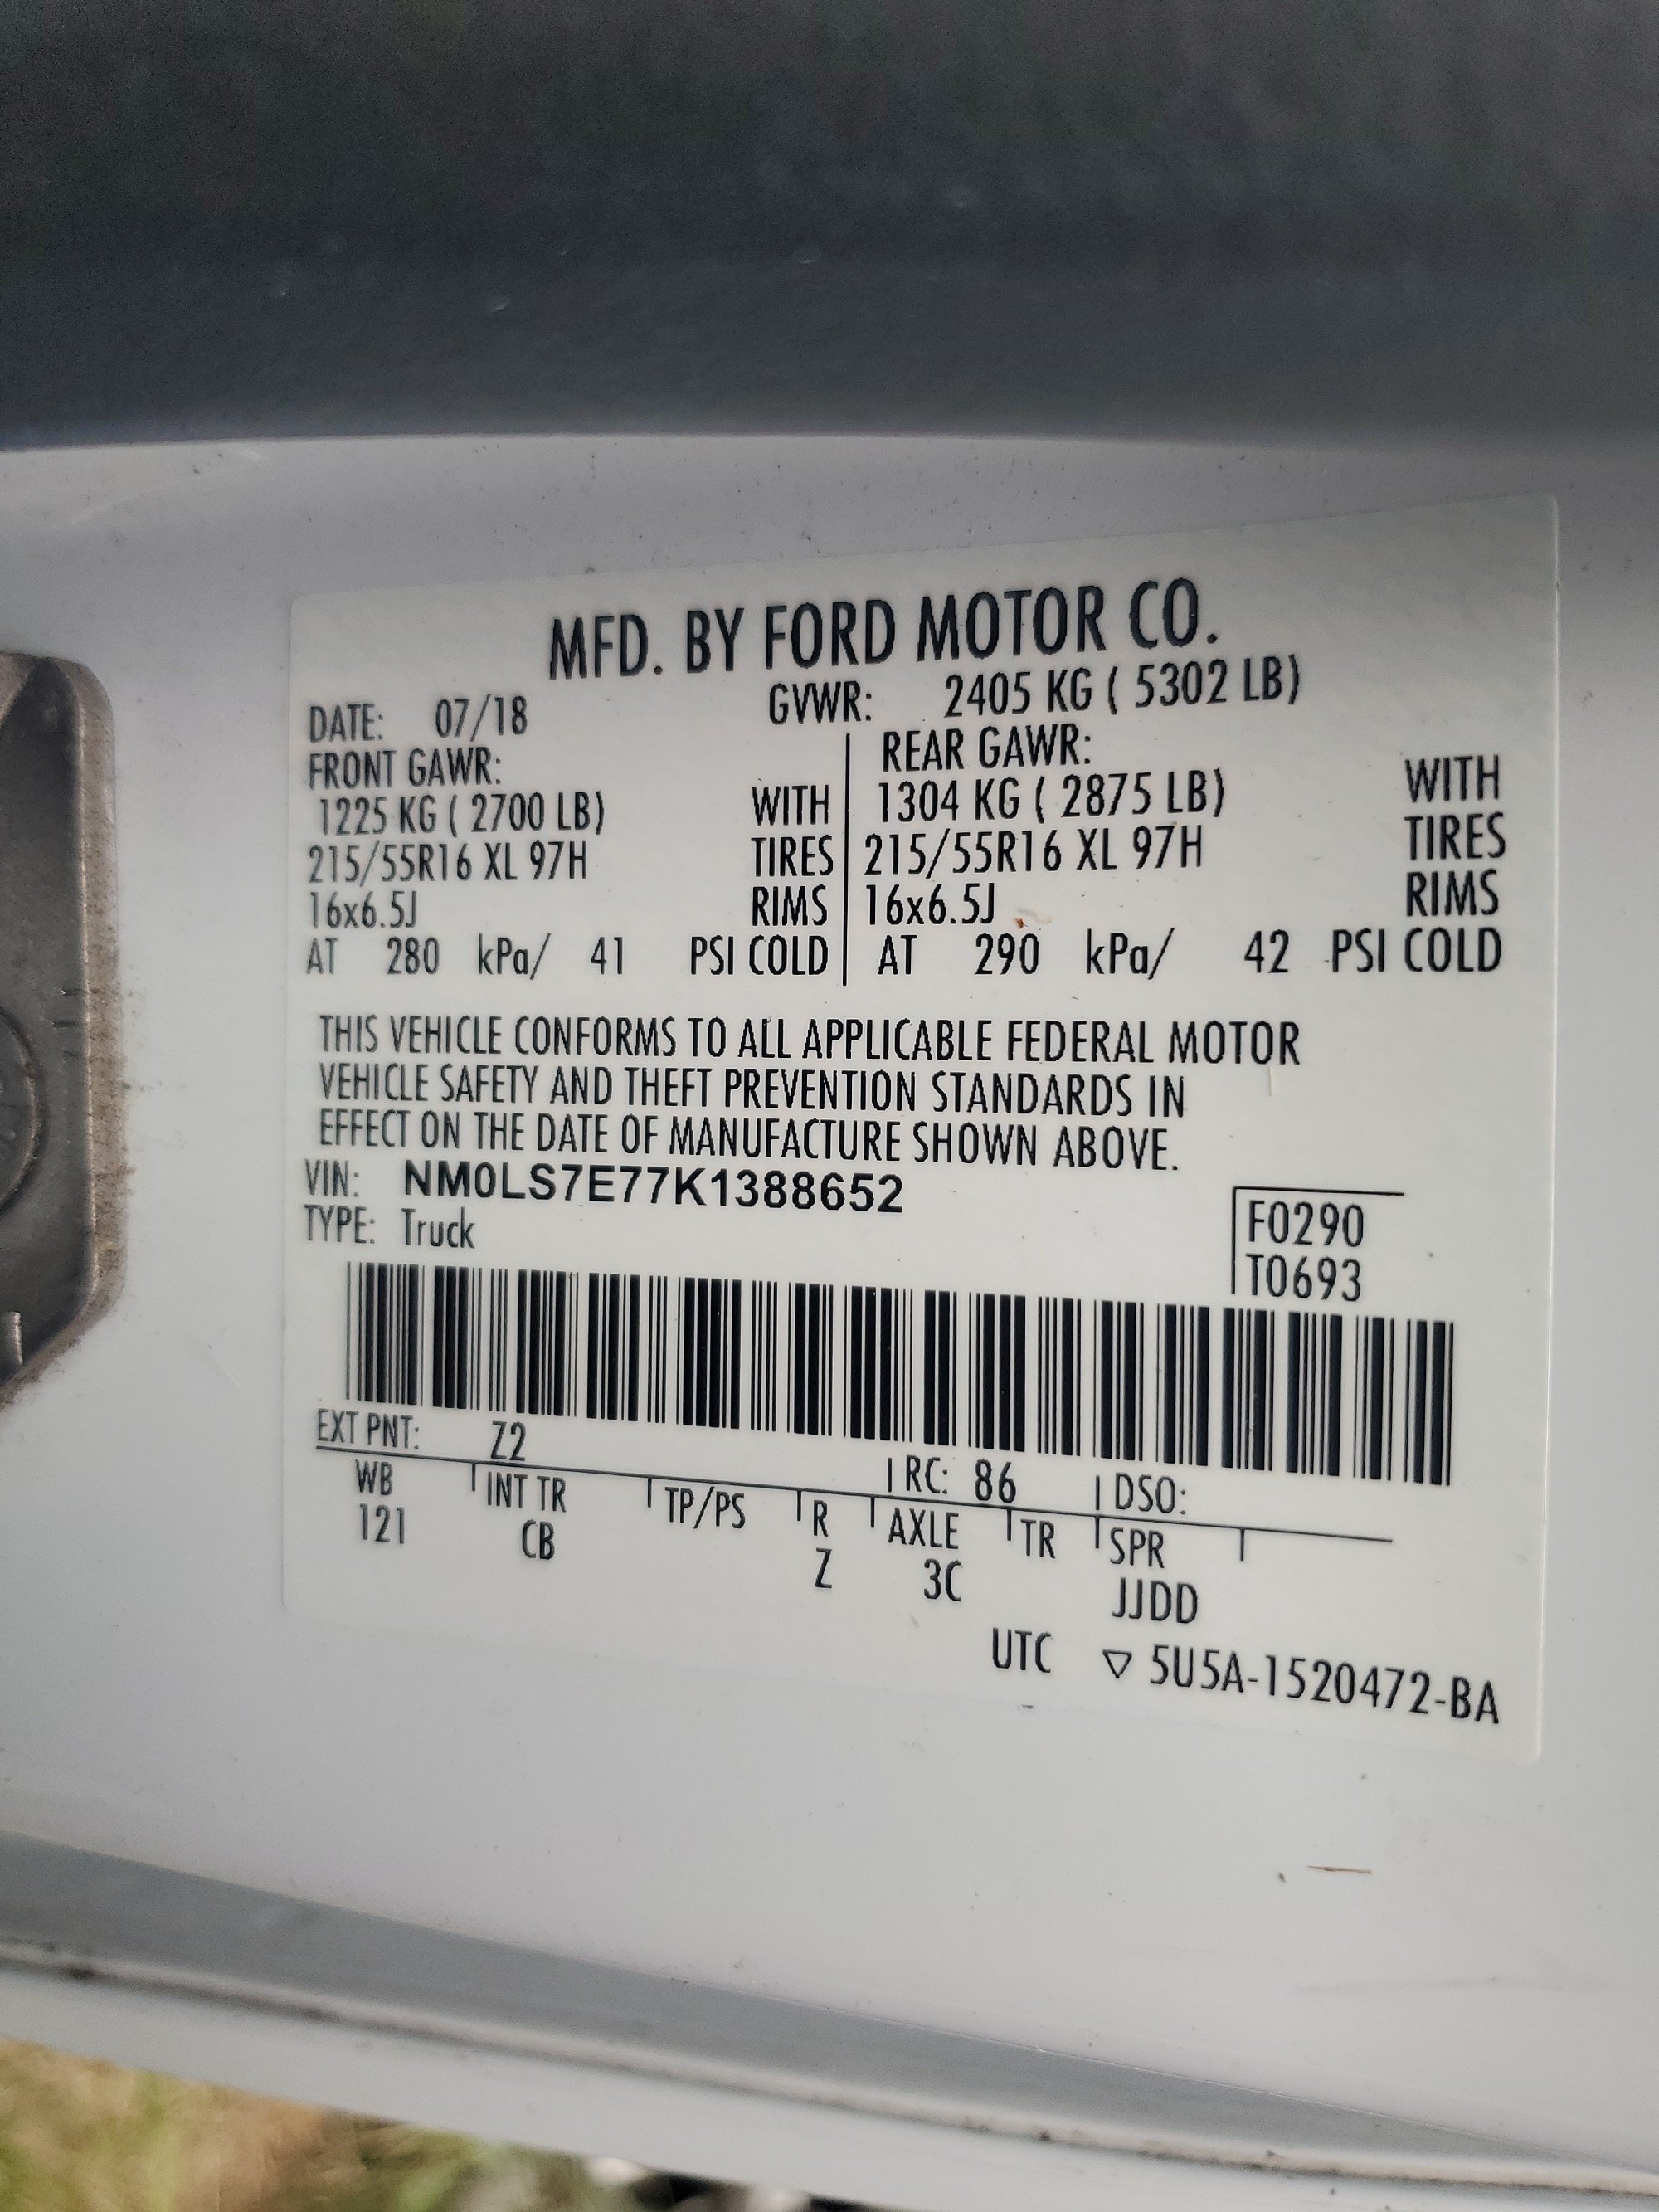 MFD. BY FORD MOTOR CO.
DATE: 07/18 GVWR: 2405 KG ( 5302 LB)
FRONT GAWR: REAR GAWR:
1225 KG ( 2700 LB) WITH 1304 KG ( 2875 LB) WITH
215/55R16 XL 97H TIRES 215/55R16 XL 97H TIRES
16x6.5J RIMS 16x6.5J RIMS
AT 280 kPa/ 41 PSI COLD AT 290 kPa/ 42 PSI COLD
THIS VEHICLE CONFORMS TO ALL APPLICABLE FEDERAL MOTOR
VEHICLE SAFETY AND THEFT PREVENTION STANDARDS IN
EFFECT ON THE DATE OF MANUFACTURE SHOWN ABOVE.
VIN: NM0LS7E77K1388652
TYPE: Truck
F0290
T0693
EXT PNT: Z2 RC: 86 DSO:
WB INT TR TP/PS R AXLE TR SPR
121 CB Z 3C JJDD
UTC ▽ 5U5A-1520472-BA